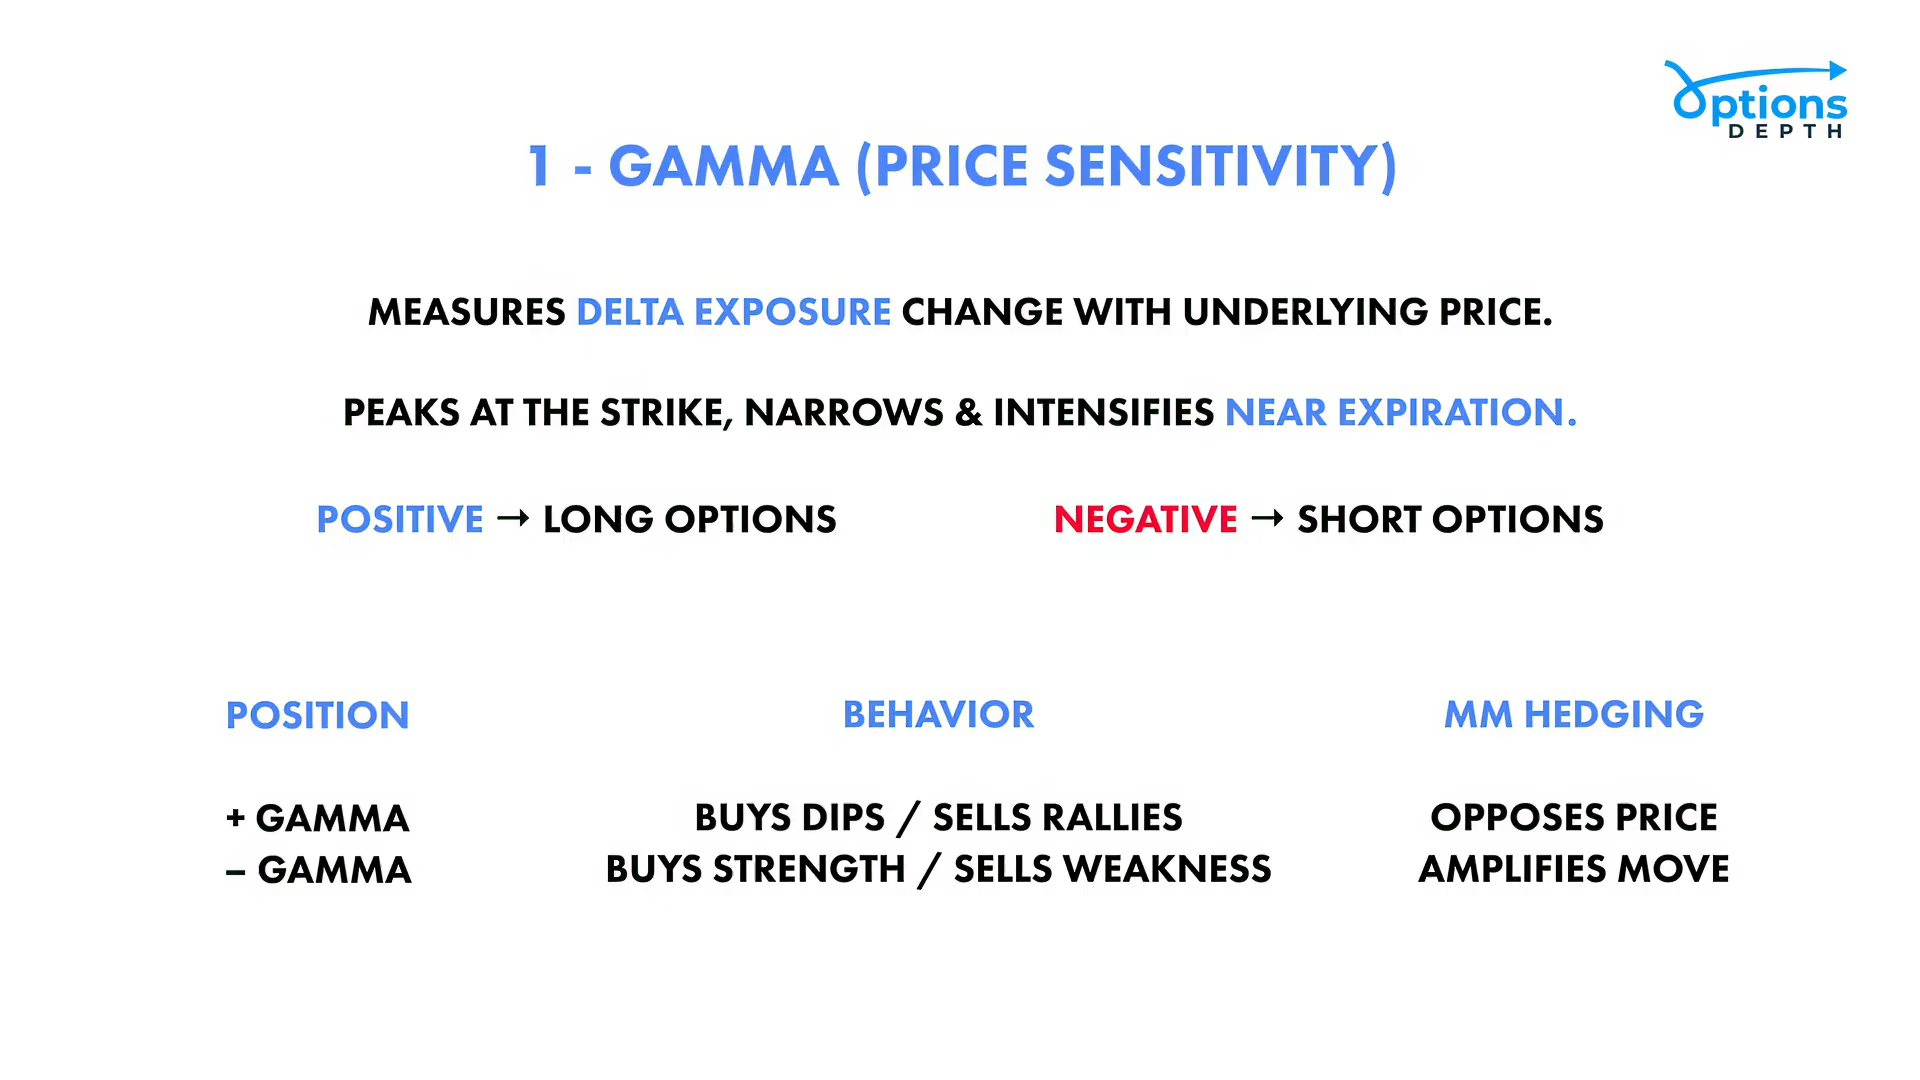 Options
DEPTH
1 - GAMMA (PRICE SENSITIVITY)
MEASURES DELTA EXPOSURE CHANGE WITH UNDERLYING PRICE.
PEAKS AT THE STRIKE, NARROWS & INTENSIFIES NEAR EXPIRATION.
POSITIVE → LONG OPTIONS NEGATIVE → SHORT OPTIONS
POSITION BEHAVIOR MM HEDGING
+ GAMMA BUYS DIPS / SELLS RALLIES OPPOSES PRICE
– GAMMA BUYS STRENGTH / SELLS WEAKNESS AMPLIFIES MOVE